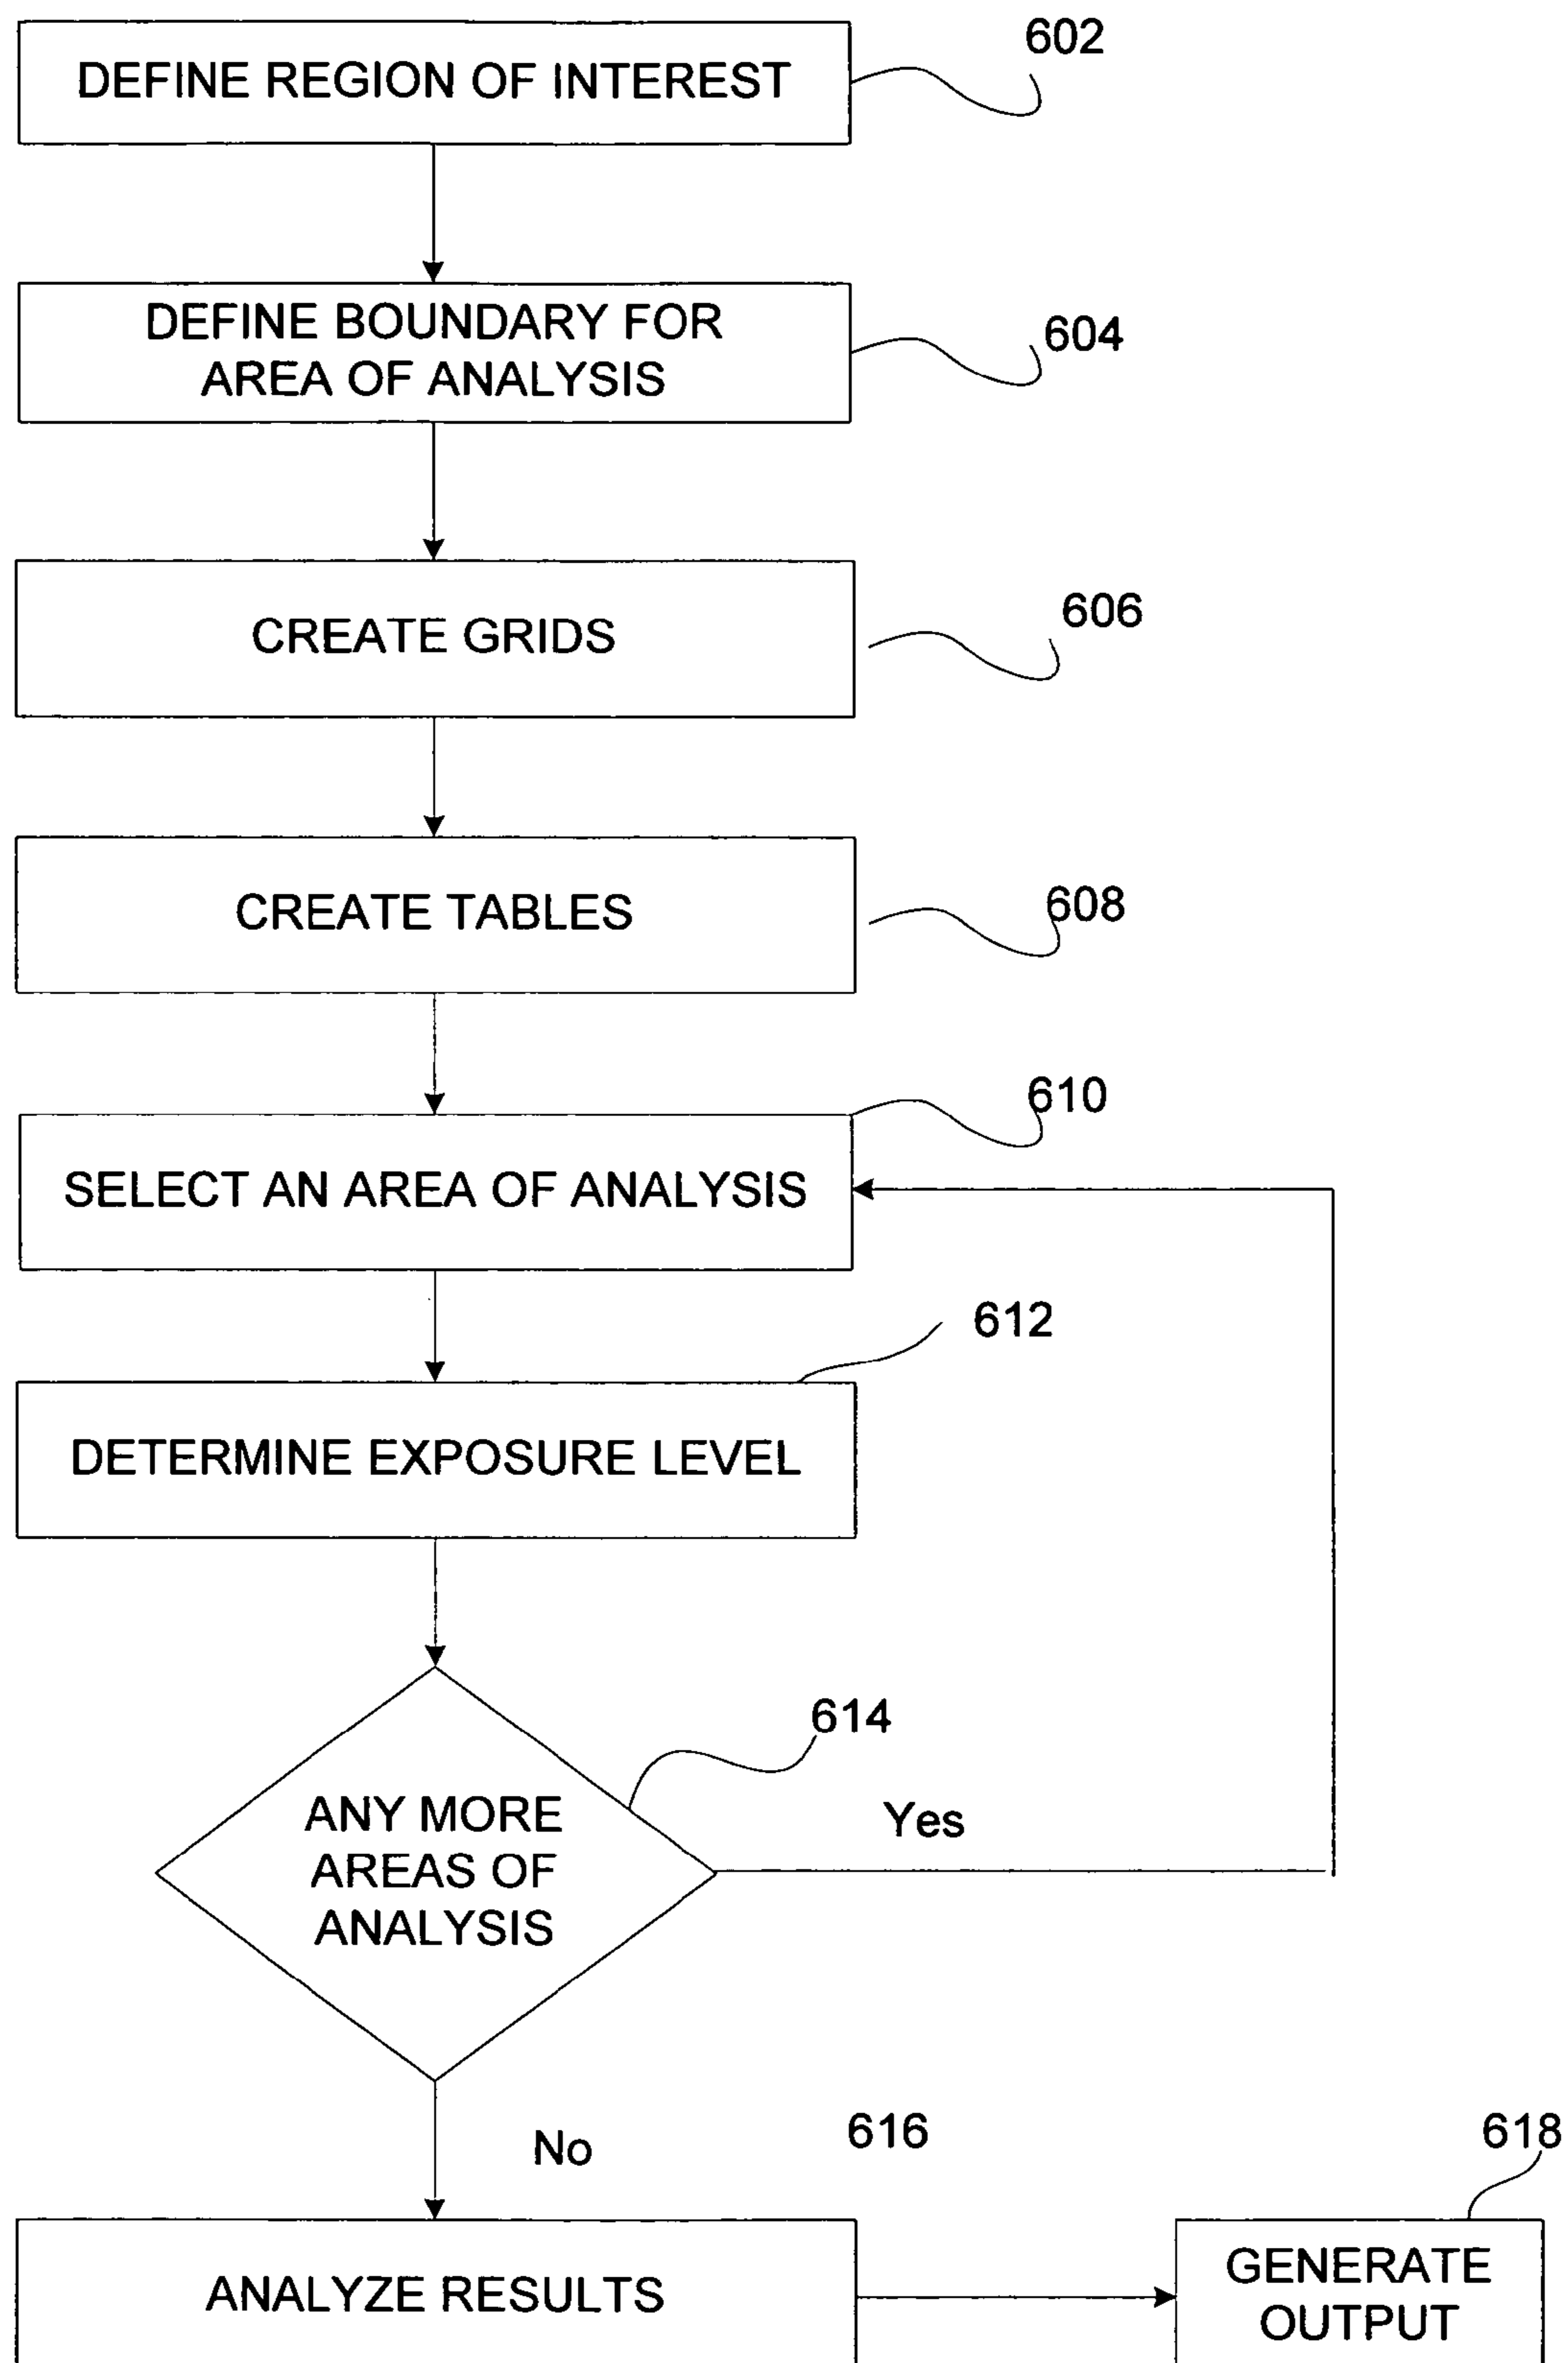 602
DEFINE REGION OF INTEREST
DEFINE BOUNDARY FOR
AREA OF ANALYSIS
604
CREATE GRIDS
606
CREATE TABLES
608
610
SELECT AN AREA OF ANALYSIS
612
DETERMINE EXPOSURE LEVEL
614
ANY MORE
AREAS OF
ANALYSIS
Yes
No
616
618
ANALYZE RESULTS
GENERATE
OUTPUT